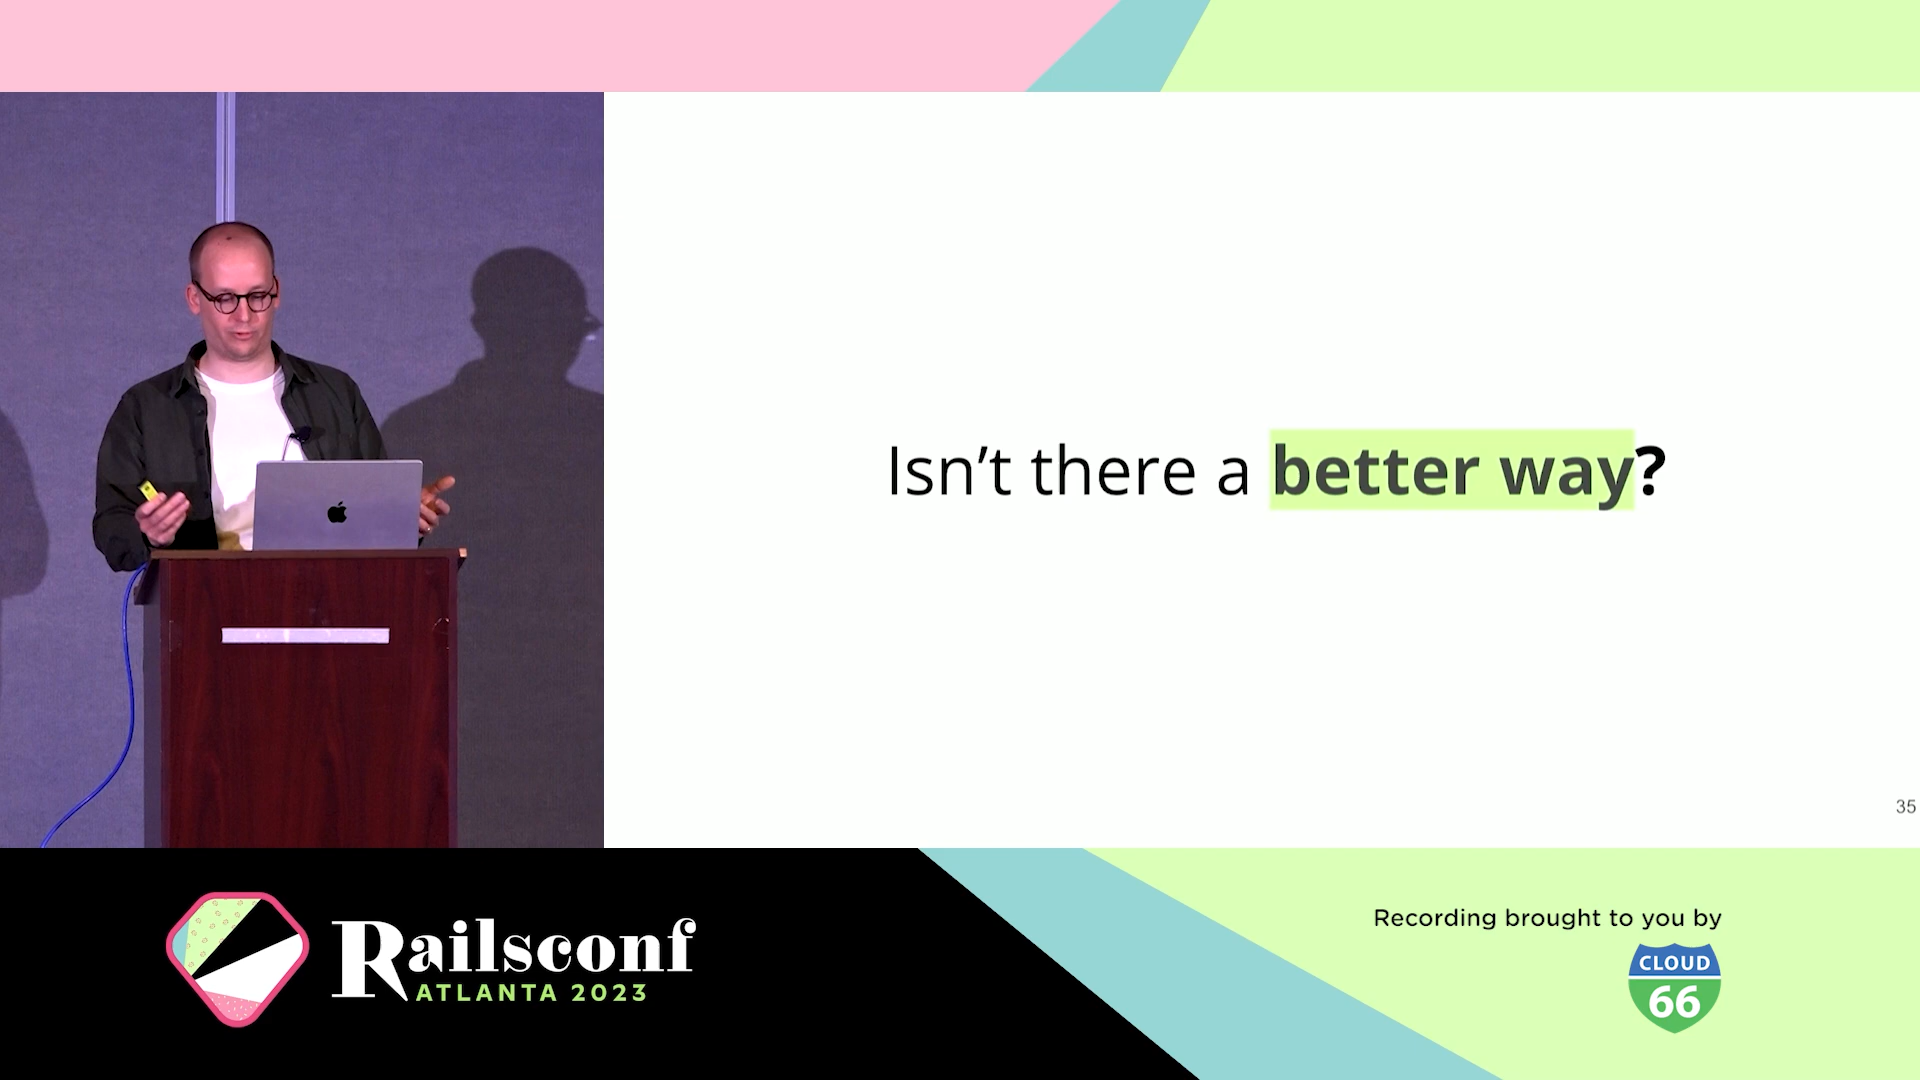 Isn’t there a better way?
35
Railsconf
ATLANTA 2023
Recording brought to you by
CLOUD
66